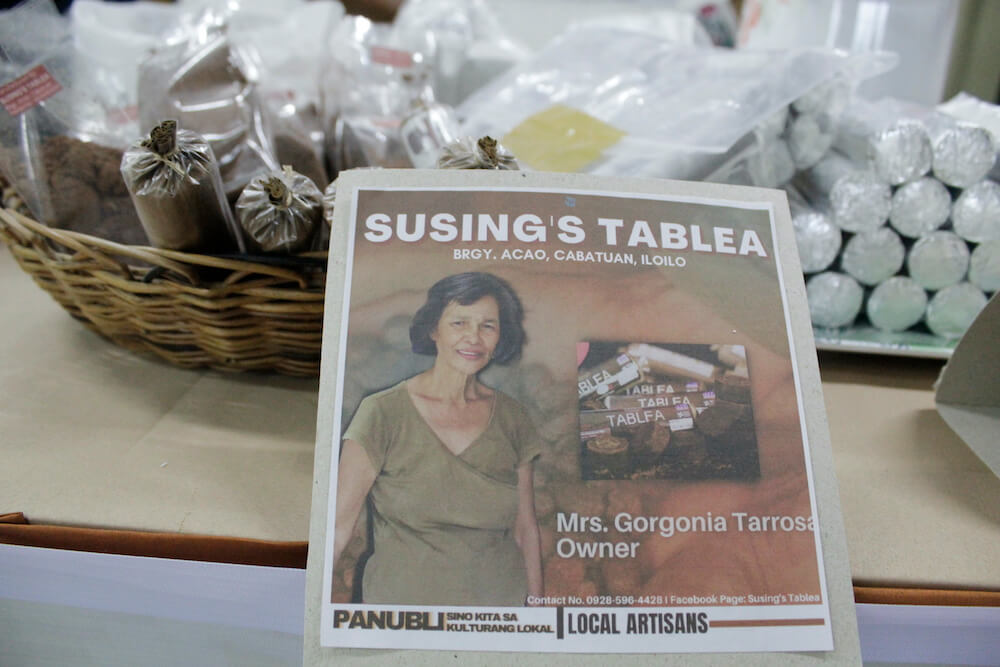 SUSING'S TABLEA
BRGY. ACAO, CABATUAN, ILOILO
TABLEA
TABLEA
TABLEA
TABLEA
Mrs. Gorgonia Tarrosa
Owner
Contact No. 0928-596-4428 | Facebook Page: Susing's Tablea
PANUBLI SINO KITA SA
KULTURANG LOKAL
LOCAL ARTISANS